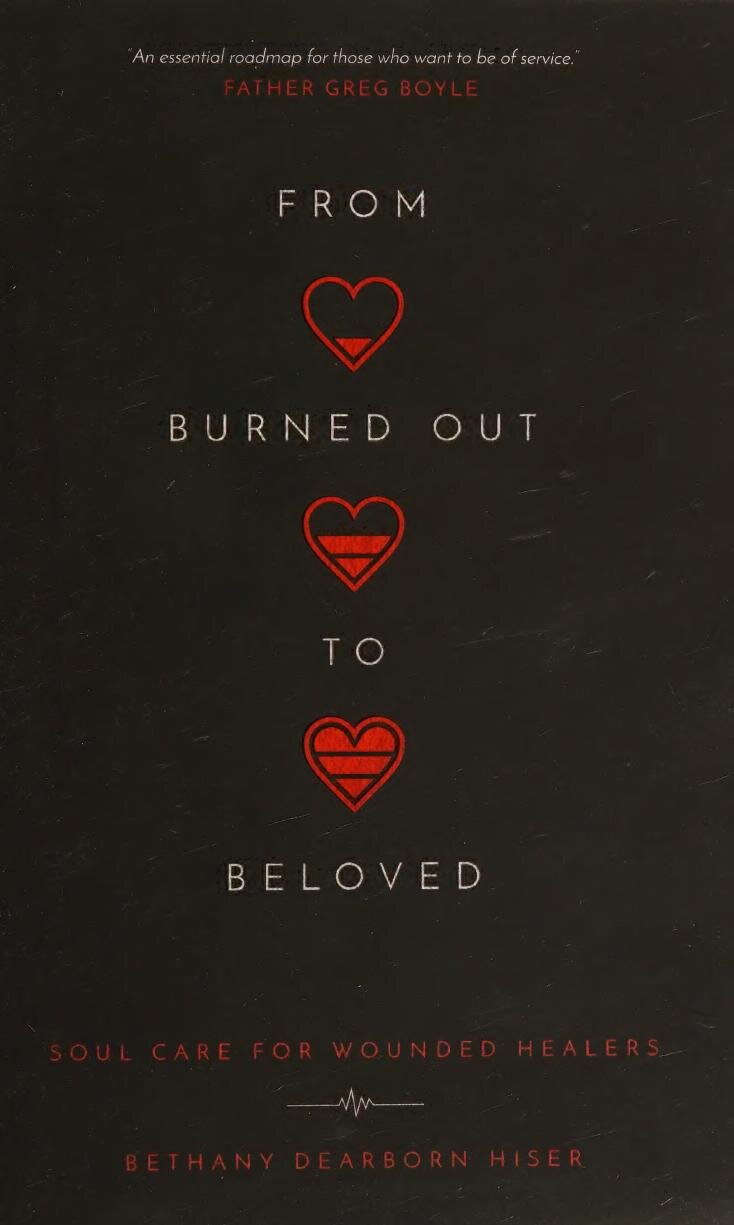 "An essential roadmap for those who want to be of service."
FATHER GREG BOYLE
FROM
BURNED OUT
TO
BELOVED
SOUL CARE FOR WOUNDED HEALERS
BETHANY DEARBORN HISER